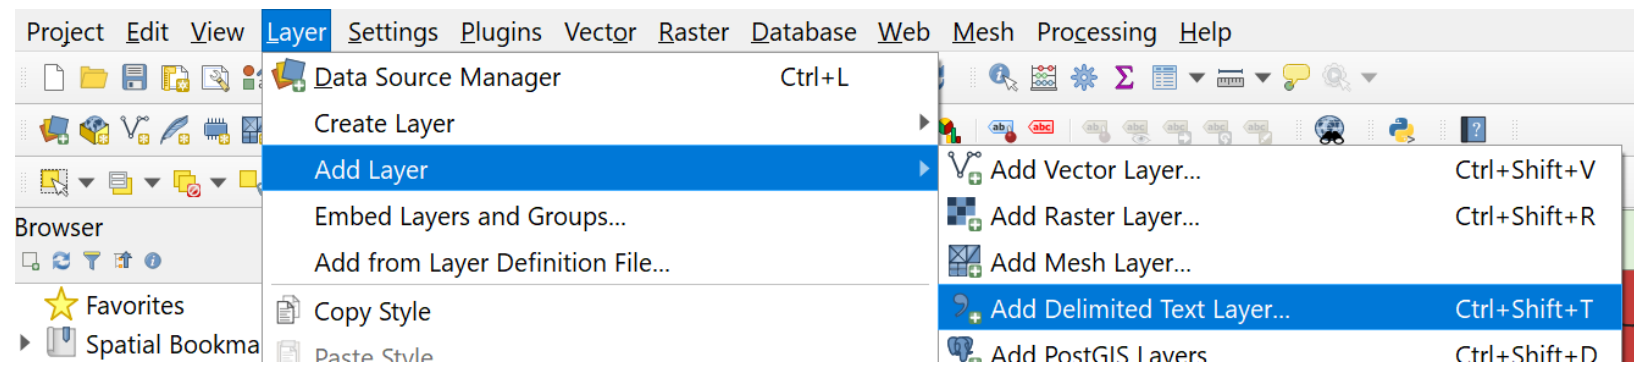 Project Edit View Layer Settings Plugins Vector Raster Database Web Mesh Processing Help
Data Source Manager Ctrl+L
Create Layer
abc abc
Add Layer
Add Vector Layer... Ctrl+Shift+V
Embed Layers and Groups...
Add Raster Layer... Ctrl+Shift+R
Browser
Add from Layer Definition File...
Add Mesh Layer... 
Favorites
Copy Style
Add Delimited Text Layer... Ctrl+Shift+T
Spatial Bookma
Paste Style
Add PostGIS Layers Ctrl+Shift+D